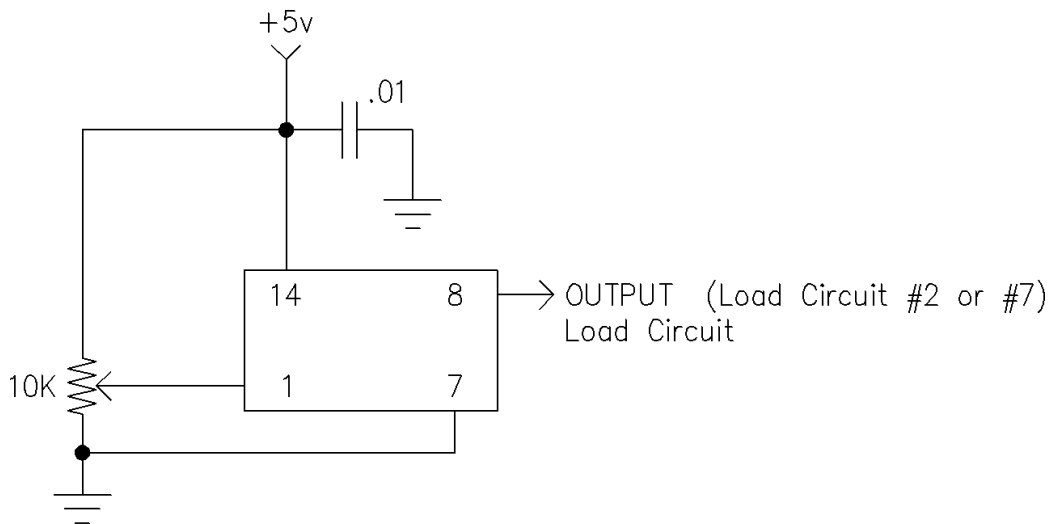 +5v
.01
14
8
OUTPUT (Load Circuit #2 or #7)
Load Circuit
10K
1
7